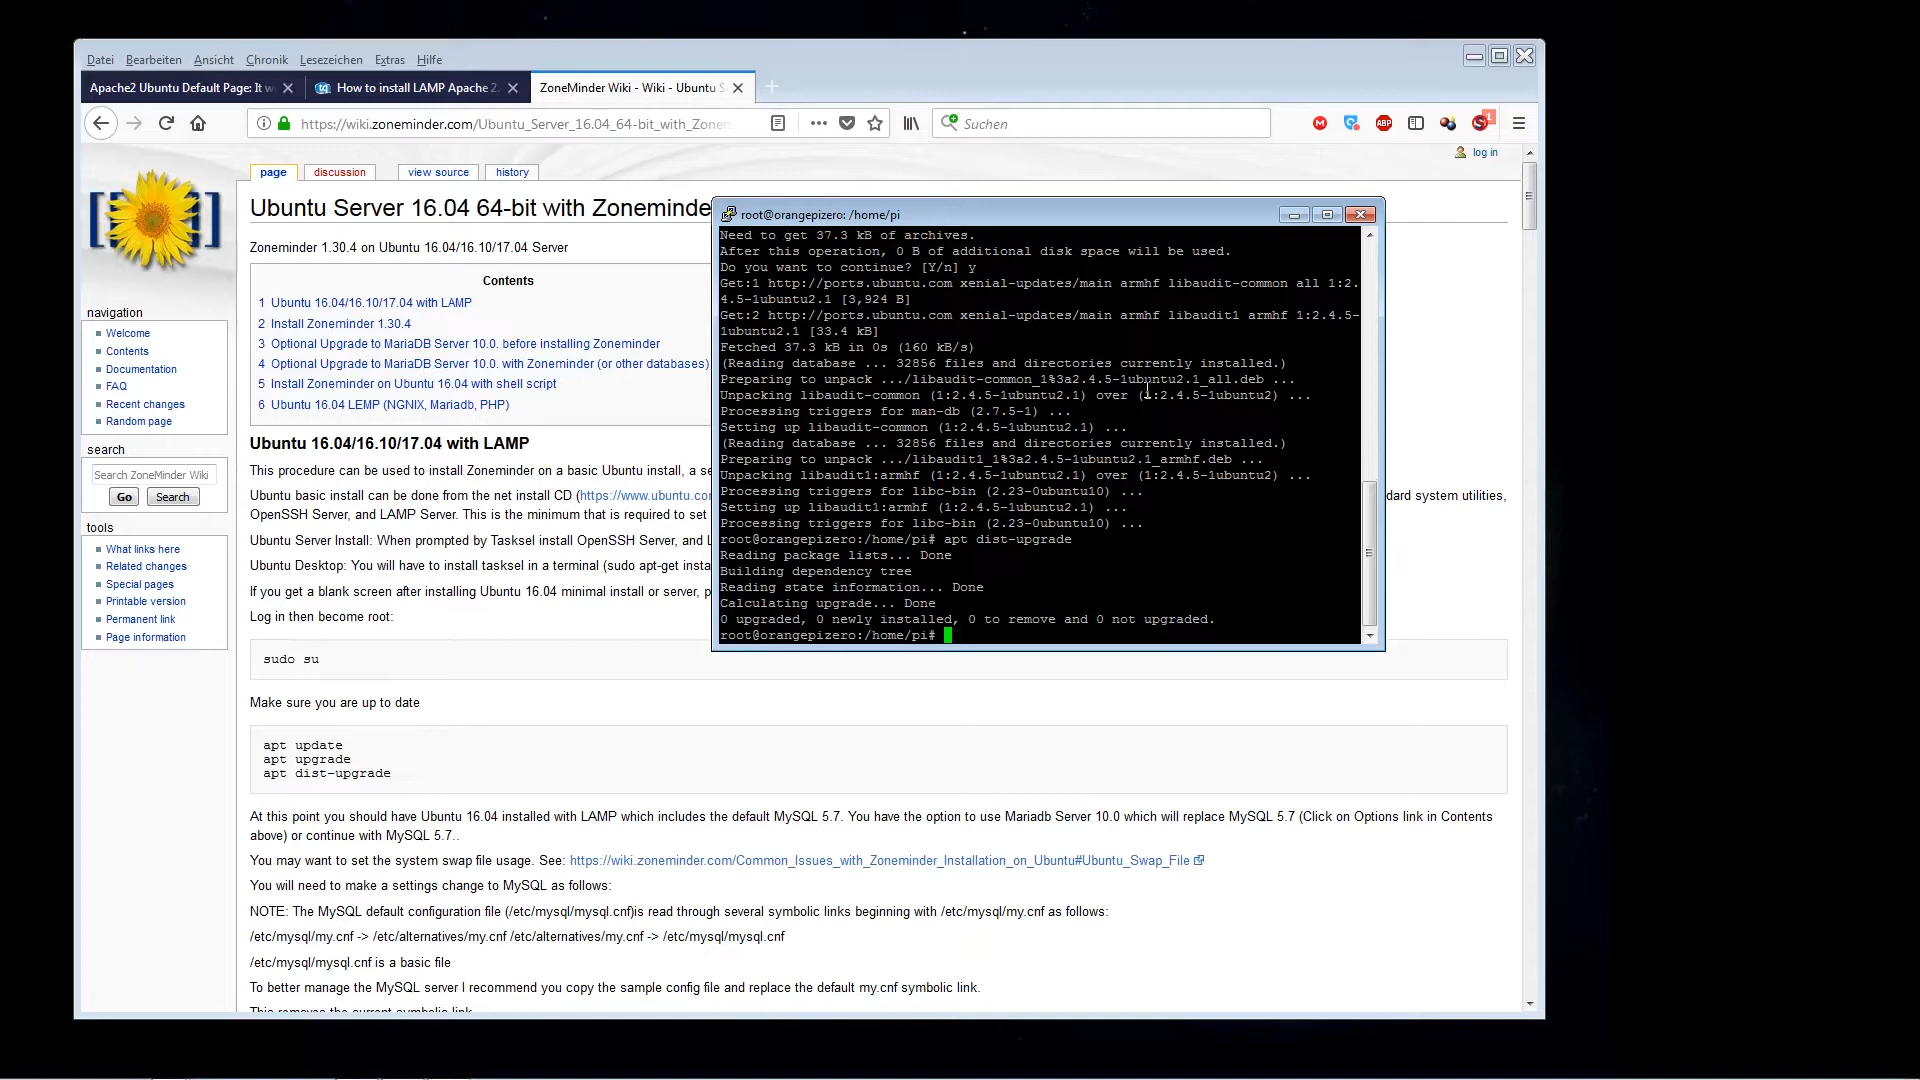 Datei Bearbeiten Ansicht Chronik Lesezeichen Extras Hilfe
Apache2 Ubuntu Default Page: It w
How to install LAMP Apache 2.
ZoneMinder Wiki - Wiki - Ubuntu S
https://wiki.zoneminder.com/Ubuntu_Server_16.04_64-bit_with_Zonem
Suchen
ABP
1
log in
page discussion view source history
Ubuntu Server 16.04 64-bit with Zoneminde
Zoneminder 1.30.4 on Ubuntu 16.04/16.10/17.04 Server
Contents
1 Ubuntu 16.04/16.10/17.04 with LAMP
2 Install Zoneminder 1.30.4
3 Optional Upgrade to MariaDB Server 10.0. before installing Zoneminder
4 Optional Upgrade to MariaDB Server 10.0. with Zoneminder (or other databases)
5 Install Zoneminder on Ubuntu 16.04 with shell script
6 Ubuntu 16.04 LEMP (NGINX, Mariadb, PHP)
navigation
Welcome
Contents
Documentation
FAQ
Recent changes
Random page
search
Search ZoneMinder Wiki
Go Search
tools
What links here
Related changes
Special pages
Printable version
Permanent link
Page information
Ubuntu 16.04/16.10/17.04 with LAMP
This procedure can be used to install Zoneminder on a basic Ubuntu install, a se
Ubuntu basic install can be done from the net install CD (https://www.ubuntu.co
dard system utilities,
OpenSSH Server, and LAMP Server. This is the minimum that is required to set
Ubuntu Server Install: When prompted by Tasksel install OpenSSH Server, and L
Ubuntu Desktop: You will have to install tasksel in a terminal (sudo apt-get insta
If you get a blank screen after installing Ubuntu 16.04 minimal install or server, p
Log in then become root:
sudo su
Make sure you are up to date
apt update
apt upgrade
apt dist-upgrade
At this point you should have Ubuntu 16.04 installed with LAMP which includes the default MySQL 5.7. You have the option to use Mariadb Server 10.0 which will replace MySQL 5.7 (Click on Options link in Contents
above) or continue with MySQL 5.7..
You may want to set the system swap file usage. See: https://wiki.zoneminder.com/Common_Issues_with_Zoneminder_Installation_on_Ubuntu#Ubuntu_Swap_File
You will need to make a settings change to MySQL as follows:
NOTE: The MySQL default configuration file (/etc/mysql/mysql.cnf)is read through several symbolic links beginning with /etc/mysql/my.cnf as follows:
/etc/mysql/my.cnf -> /etc/alternatives/my.cnf /etc/alternatives/my.cnf -> /etc/mysql/mysql.cnf
/etc/mysql/mysql.cnf is a basic file
To better manage the MySQL server I recommend you copy the sample config file and replace the default my.cnf symbolic link.
This removes the current symbolic link
root@orangepizero: /home/pi
Need to get 37.3 kB of archives.
After this operation, 0 B of additional disk space will be used.
Do you want to continue? [Y/n] y
Get:1 http://ports.ubuntu.com xenial-updates/main armhf libaudit-common all 1:2.
4.5-1ubuntu2.1 [3,924 B]
Get:2 http://ports.ubuntu.com xenial-updates/main armhf libaudit1 armhf 1:2.4.5-
1ubuntu2.1 [33.4 kB]
Fetched 37.3 kB in 0s (160 kB/s)
(Reading database ... 32856 files and directories currently installed.)
Preparing to unpack .../libaudit-common_1%3a2.4.5-1ubuntu2.1_all.deb ...
Unpacking libaudit-common (1:2.4.5-1ubuntu2.1) over (1:2.4.5-1ubuntu2) ...
Processing triggers for man-db (2.7.5-1) ...
Setting up libaudit-common (1:2.4.5-1ubuntu2.1) ...
(Reading database ... 32856 files and directories currently installed.)
Preparing to unpack .../libaudit1_1%3a2.4.5-1ubuntu2.1_armhf.deb ...
Unpacking libaudit1:armhf (1:2.4.5-1ubuntu2.1) over (1:2.4.5-1ubuntu2) ...
Processing triggers for libc-bin (2.23-0ubuntu10) ...
Setting up libaudit1:armhf (1:2.4.5-1ubuntu2.1) ...
Processing triggers for libc-bin (2.23-0ubuntu10) ...
root@orangepizero:/home/pi# apt dist-upgrade
Reading package lists... Done
Building dependency tree
Reading state information... Done
Calculating upgrade... Done
0 upgraded, 0 newly installed, 0 to remove and 0 not upgraded.
root@orangepizero:/home/pi#